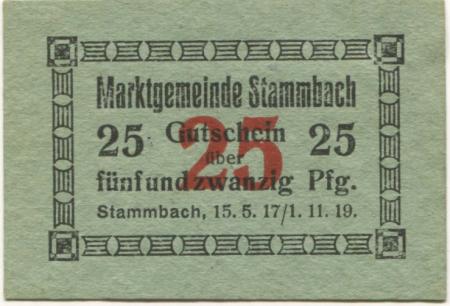 Marktgemeinde Stammbach
25 Gutschein 25
über
25
fünfundzwanzig Pfg.
Stammbach, 15. 5. 17/1. 11. 19.